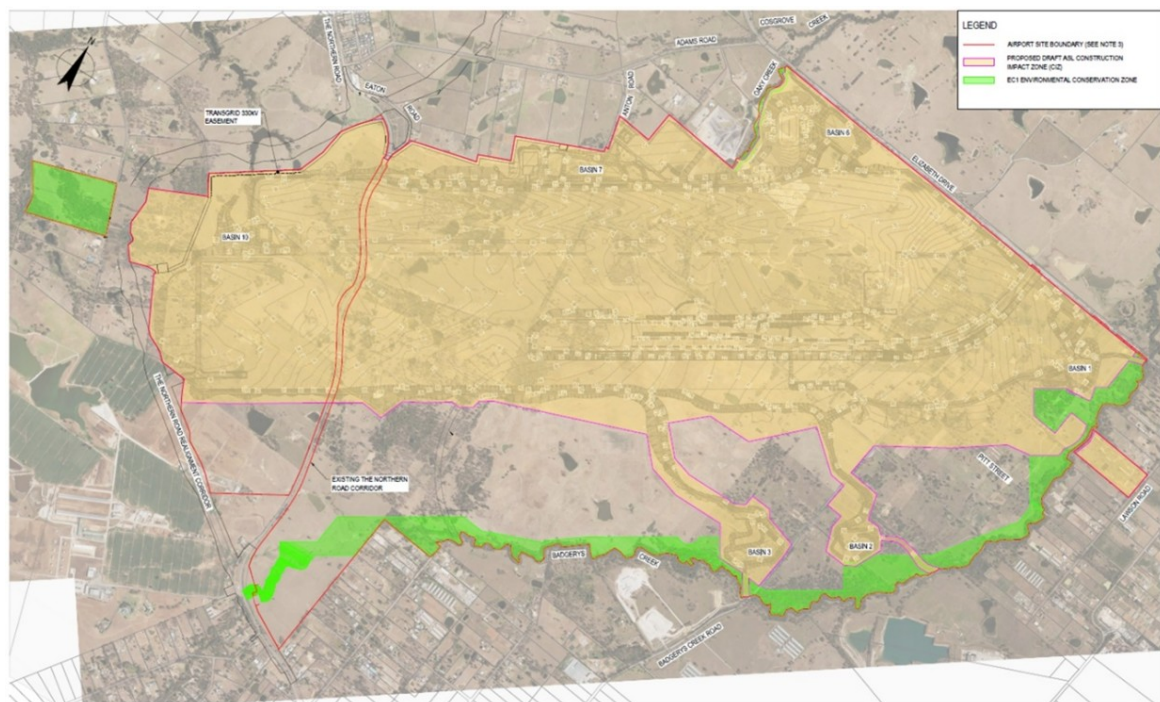 LEGEND
AIRPORT SITE BOUNDARY (SEE NOTE 3)
PROPOSED DRAFT ASL CONSTRUCTION
IMPACT ZONE (CIZ)
EC1 ENVIRONMENTAL CONSERVATION ZONE
THE NORTHERN ROAD
EATON
ROAD
TRANSGRID 330kV
EASEMENT
ADAMS ROAD
ANTON ROAD
COSGROVE
CREEK
OAKY CREEK
ELIZABETH DRIVE
BASIN 6
BASIN 7
BASIN 10
BASIN 1
THE NORTHERN ROAD REALIGNMENT CORRIDOR
EXISTING THE NORTHERN
ROAD CORRIDOR
PITT STREET
LAWSON ROAD
BASIN 3
BASIN 2
BADGERYS
CREEK
BADGERYS CREEK ROAD